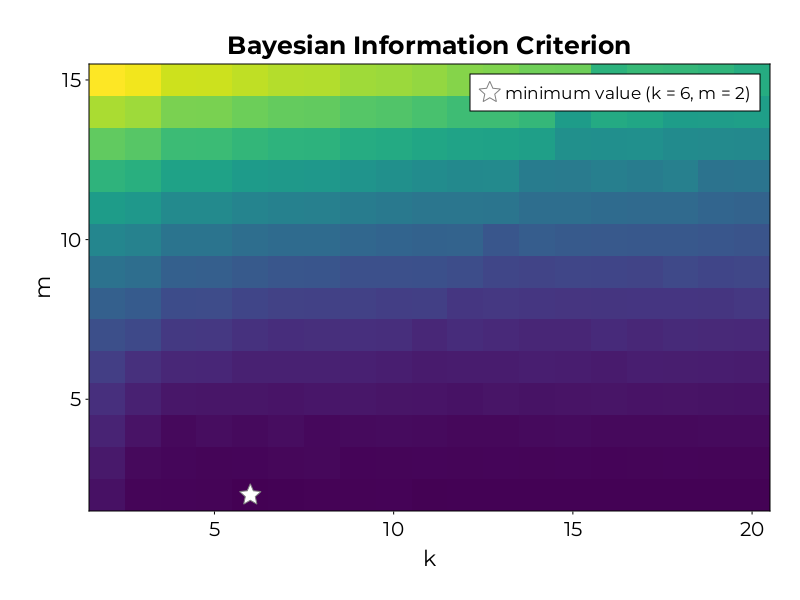 Bayesian Information Criterion
minimum value (k = 6, m = 2)
15
10
5
m
5
10
15
20
k